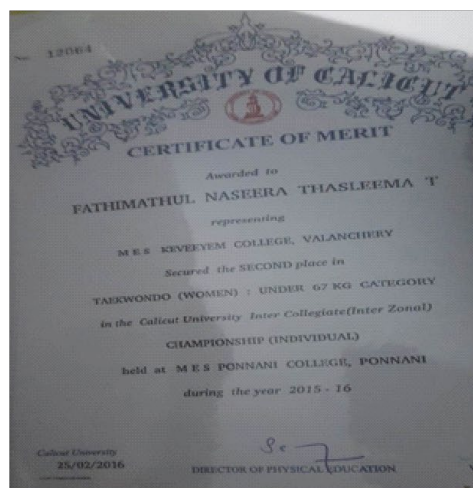 No. 12064
UNIVERSITY OF CALICUT
CERTIFICATE OF MERIT
Awarded to
FATHIMATHUL NASEERA THASLEEMA T
representing
M E S KEVEEYEM COLLEGE, VALANCHERY
Secured the SECOND place in
TAEKWONDO (WOMEN) : UNDER 67 KG CATEGORY
in the Calicut University Inter Collegiate(Inter Zonal)
CHAMPIONSHIP (INDIVIDUAL)
held at M E S PONNANI COLLEGE, PONNANI
during the year 2015 - 16
Calicut University
25/02/2016
DIRECTOR OF PHYSICAL EDUCATION